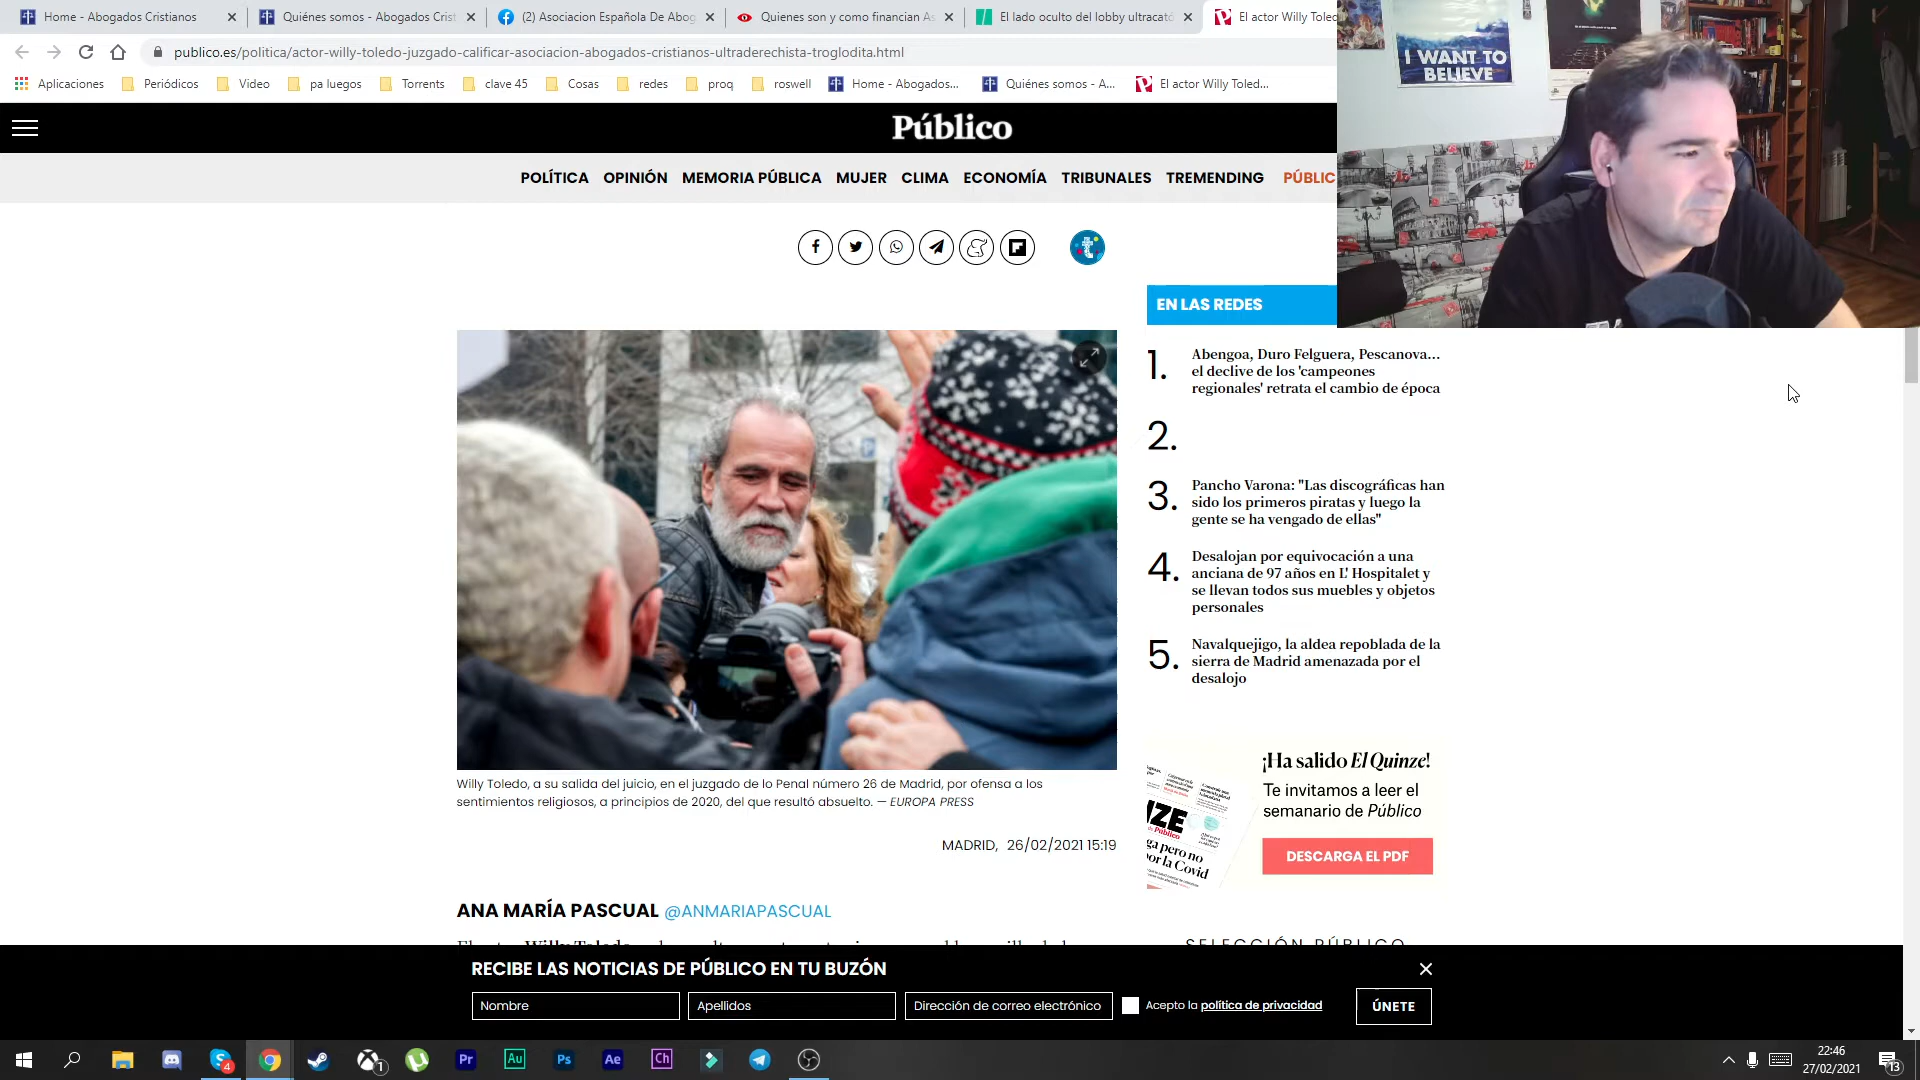 Home - Abogados Cristianos
Quiénes somos - Abogados Crist
(2) Asociacion Española De Abog
Quienes son y como financian As
El lado oculto del lobby ultracató
El actor Willy Toledo
publico.es/politica/actor-willy-toledo-juzgado-calificar-asociacion-abogados-cristianos-ultraderechista-troglodita.html
Aplicaciones
Periódicos
Video
pa luegos
Torrents
clave 45
Cosas
redes
proq
roswell
Home - Abogados...
Quiénes somos - A...
El actor Willy Toled...
I WANT TO
BELIEVE
Público
POLÍTICA OPINIÓN MEMORIA PÚBLICA MUJER CLIMA ECONOMÍA TRIBUNALES TREMENDING PÚBLIC
EN LAS REDES
1. Abengoa, Duro Felguera, Pescanova...
el declive de los 'campeones
regionales' retrata el cambio de época
2.
3. Pancho Varona: "Las discográficas han
sido los primeros piratas y luego la
gente se ha vengado de ellas"
4. Desalojan por equivocación a una
anciana de 97 años en L' Hospitalet y
se llevan todos sus muebles y objetos
personales
5. Navalquejigo, la aldea repoblada de la
sierra de Madrid amenazada por el
desalojo
¡Ha salido El Quinze!
Te invitamos a leer el
semanario de Público
DESCARGA EL PDF
Willy Toledo, a su salida del juicio, en el juzgado de lo Penal número 26 de Madrid, por ofensa a los
sentimientos religiosos, a principios de 2020, del que resultó absuelto. — EUROPA PRESS
MADRID, 26/02/2021 15:19
ANA MARÍA PASCUAL @ANMARIAPASCUAL
SELECCIÓN PÚBLICO
RECIBE LAS NOTICIAS DE PÚBLICO EN TU BUZÓN
Nombre
Apellidos
Dirección de correo electrónico
Acepto la política de privacidad
ÚNETE
22:46
27/02/2021
13